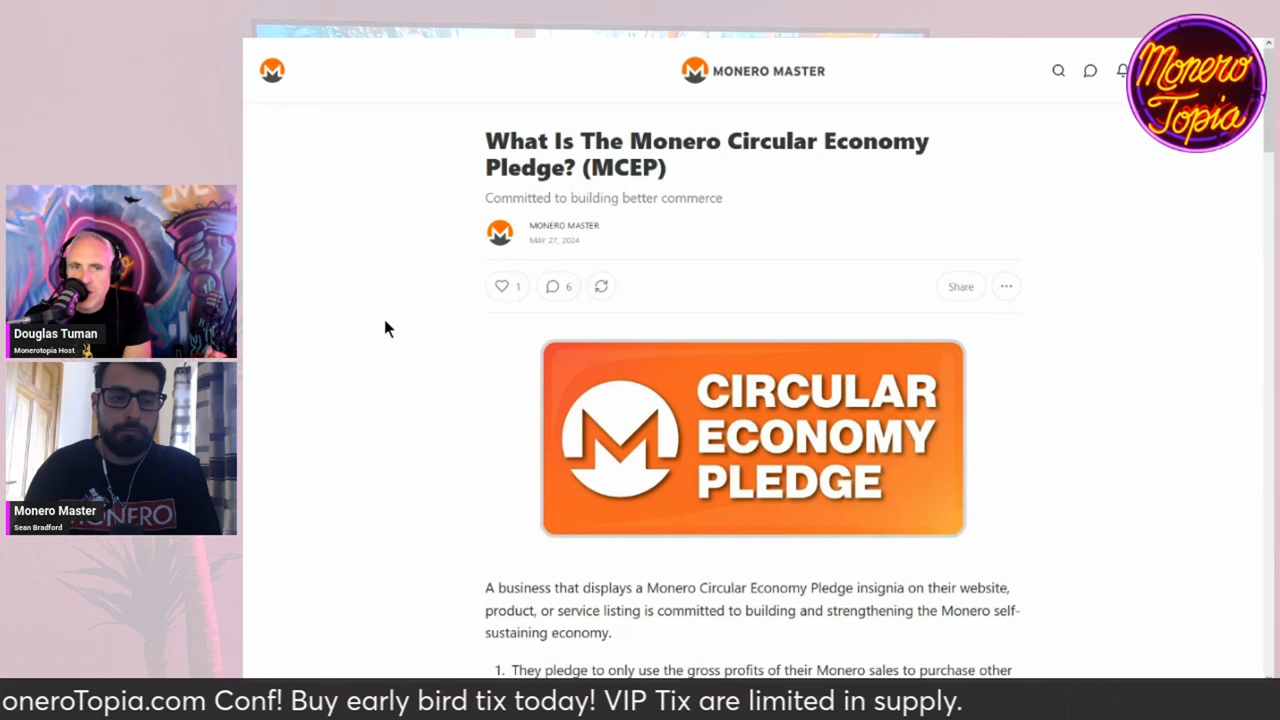 MONERO MASTER
Monero
Topia
What Is The Monero Circular Economy
Pledge? (MCEP)
Committed to building better commerce
MONERO MASTER
MAY 27, 2024
1
6
Share
CIRCULAR
ECONOMY
PLEDGE
A business that displays a Monero Circular Economy Pledge insignia on their website,
product, or service listing is committed to building and strengthening the Monero self-
sustaining economy.
1. They pledge to only use the gross profits of their Monero sales to purchase other
Douglas Tuman
Monerotopia Host
MONERO
Monero Master
Sean Bradford
oneroTopia.com Conf! Buy early bird tix today! VIP Tix are limited in supply.